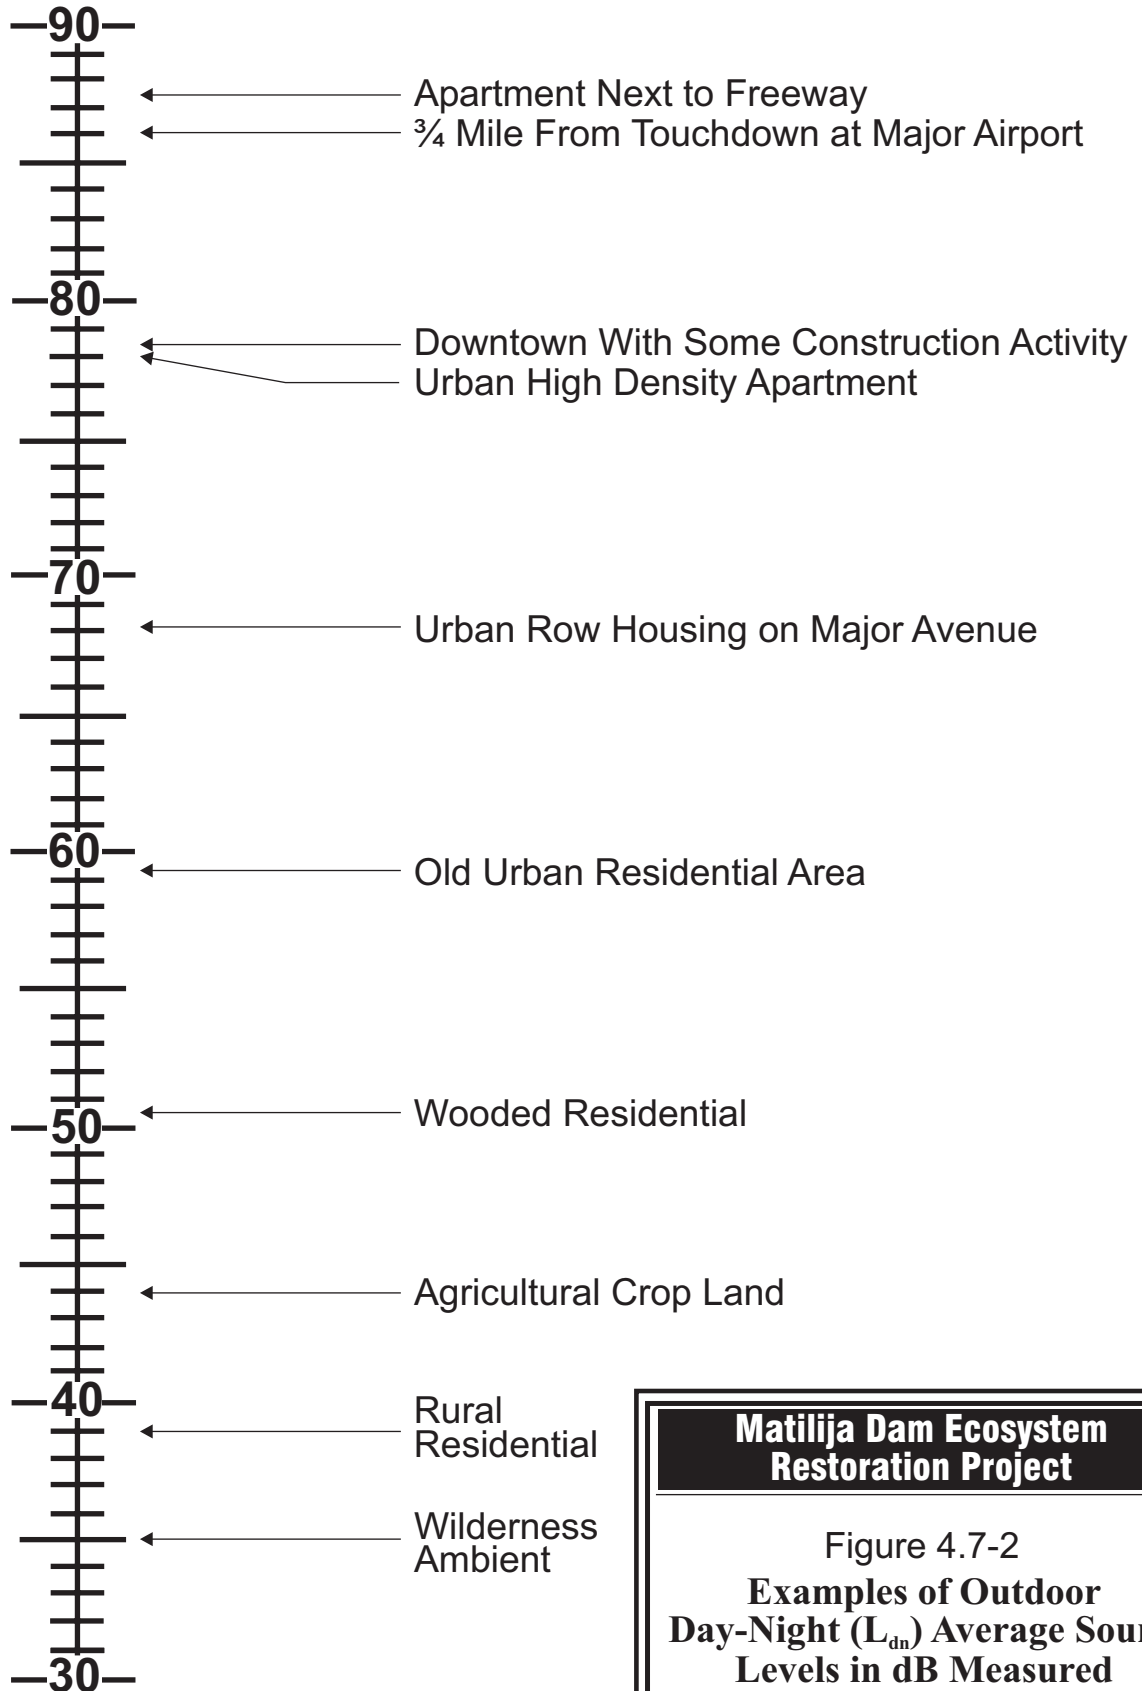 90
Apartment Next to Freeway
¾ Mile From Touchdown at Major Airport
80
Downtown With Some Construction Activity
Urban High Density Apartment
70
Urban Row Housing on Major Avenue
60
Old Urban Residential Area
50
Wooded Residential
Agricultural Crop Land
40
Rural
Residential
Wilderness
Ambient
30
Matilija Dam Ecosystem
Restoration Project
Figure 4.7-2
Examples of Outdoor
Day-Night (Ldn) Average
Levels in dB Measured